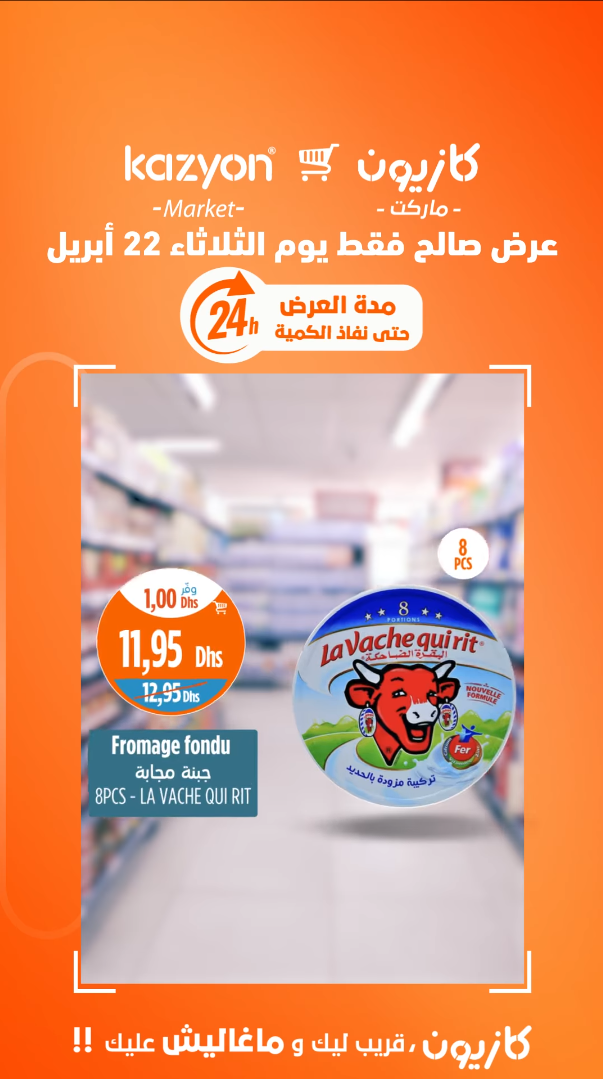 kazyon® كازيون
-Market- - ماركت -
عرض صالح فقط يوم الثلاثاء 22 أبريل
24h
مدة العرض
حتى نفاذ الكمية
8
PCS
وفر
1,00 Dhs
11,95 Dhs
12,95 Dhs
Fromage fondu
جبنة مجابة
8PCS - LA VACHE QUI RIT
8
PORTIONS
La Vache qui rit®
البقرة الضاحكة
NOUVELLE
FORMULE
Fer
تركيبة مزودة بالحديد
كازيون، قريب ليك و ماغاليش عليك !!